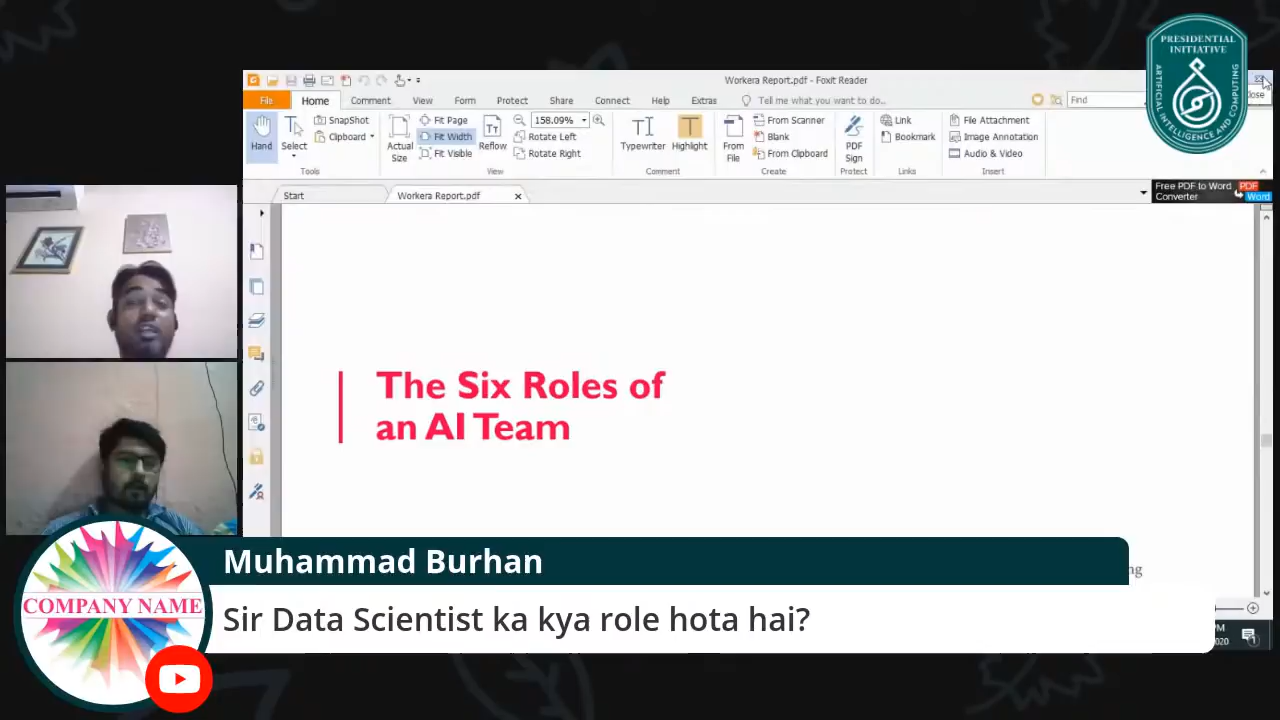 PRESIDENTIAL
INITIATIVE
ARTIFICIAL INTELLIGENCE AND COMPUTING
Workera Report.pdf - Foxit Reader
File Home Comment View Form Protect Share Connect Help Extras Tell me what you want to do.. Find
Hand
Select
SnapShot
Clipboard
Tools
Actual
Size
Fit Page
Fit Width
Fit Visible
Reflow
158.09%
Rotate Left
Rotate Right
View
Typewriter
Highlight
Comment
From
File
From Scanner
Blank
From Clipboard
Create
PDF
Sign
Protect
Link
Bookmark
Links
File Attachment
Image Annotation
Audio & Video
Insert
Start
Workera Report.pdf
Free PDF to Word
Converter
PDF
Word
The Six Roles of
an AI Team
COMPANY NAME
Muhammad Burhan
Sir Data Scientist ka kya role hota hai?